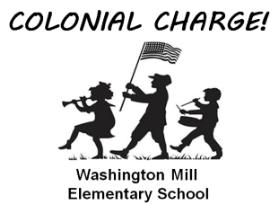 COLONIAL CHARGE!
Washington Mill
Elementary School